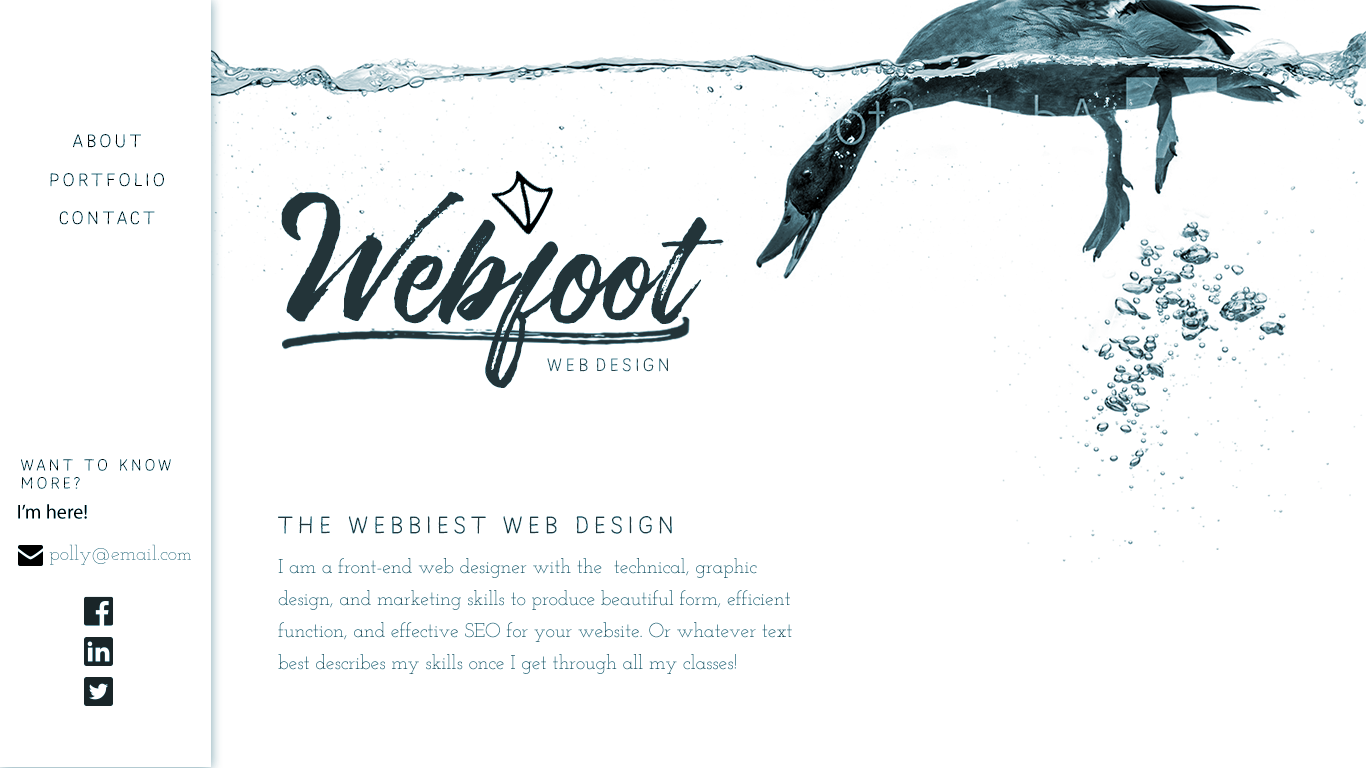 ABOUT
PORTFOLIO
CONTACT
WANT TO KNOW
MORE?
I'm here!
polly@email.com
Webfoot
WEB DESIGN
THE WEBBIEST WEB DESIGN
I am a front-end web designer with the technical, graphic
design, and marketing skills to produce beautiful form, efficient
function, and effective SEO for your website. Or whatever text
best describes my skills once I get through all my classes!